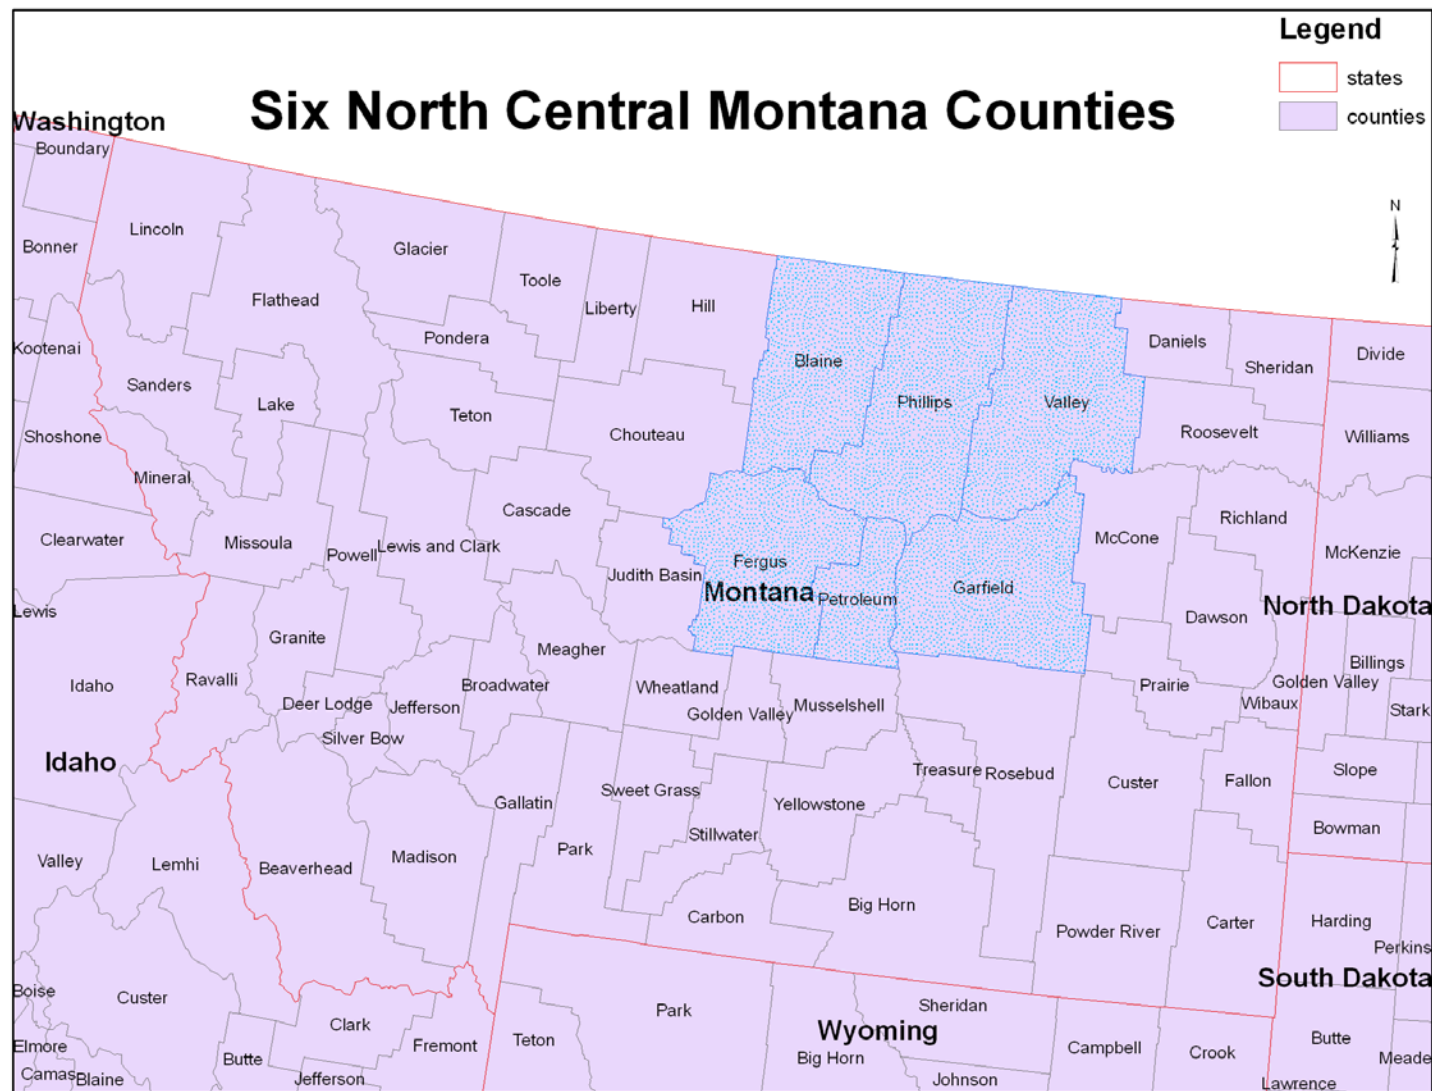 Legend
states
counties
Six North Central Montana Counties
N
Washington
Boundary
Bonner
Lincoln
Flathead
Glacier
Toole
Liberty
Hill
Pondera
Blaine
Phillips
Valley
Daniels
Sheridan
Divide
Kootenai
Sanders
Lake
Teton
Chouteau
Roosevelt
Williams
Shoshone
Mineral
Cascade
Richland
Clearwater
Missoula
Powell
Lewis and Clark
Judith Basin
Fergus
Montana
Petroleum
Garfield
McCone
McKenzie
North Dakota
Lewis
Dawson
Granite
Meagher
Idaho
Ravalli
Deer Lodge
Jefferson
Broadwater
Wheatland
Golden Valley
Musselshell
Prairie
Wibaux
Golden Valley
Billings
Stark
Silver Bow
Idaho
Gallatin
Sweet Grass
Yellowstone
Treasure
Rosebud
Custer
Fallon
Slope
Stillwater
Bowman
Valley
Lemhi
Beaverhead
Madison
Park
Carbon
Big Horn
Powder River
Carter
Harding
Perkins
South Dakota
Boise
Custer
Clark
Park
Sheridan
Wyoming
Elmore
Butte
Fremont
Teton
Big Horn
Campbell
Crook
Butte
Meade
Camas
Blaine
Jefferson
Johnson
Lawrence